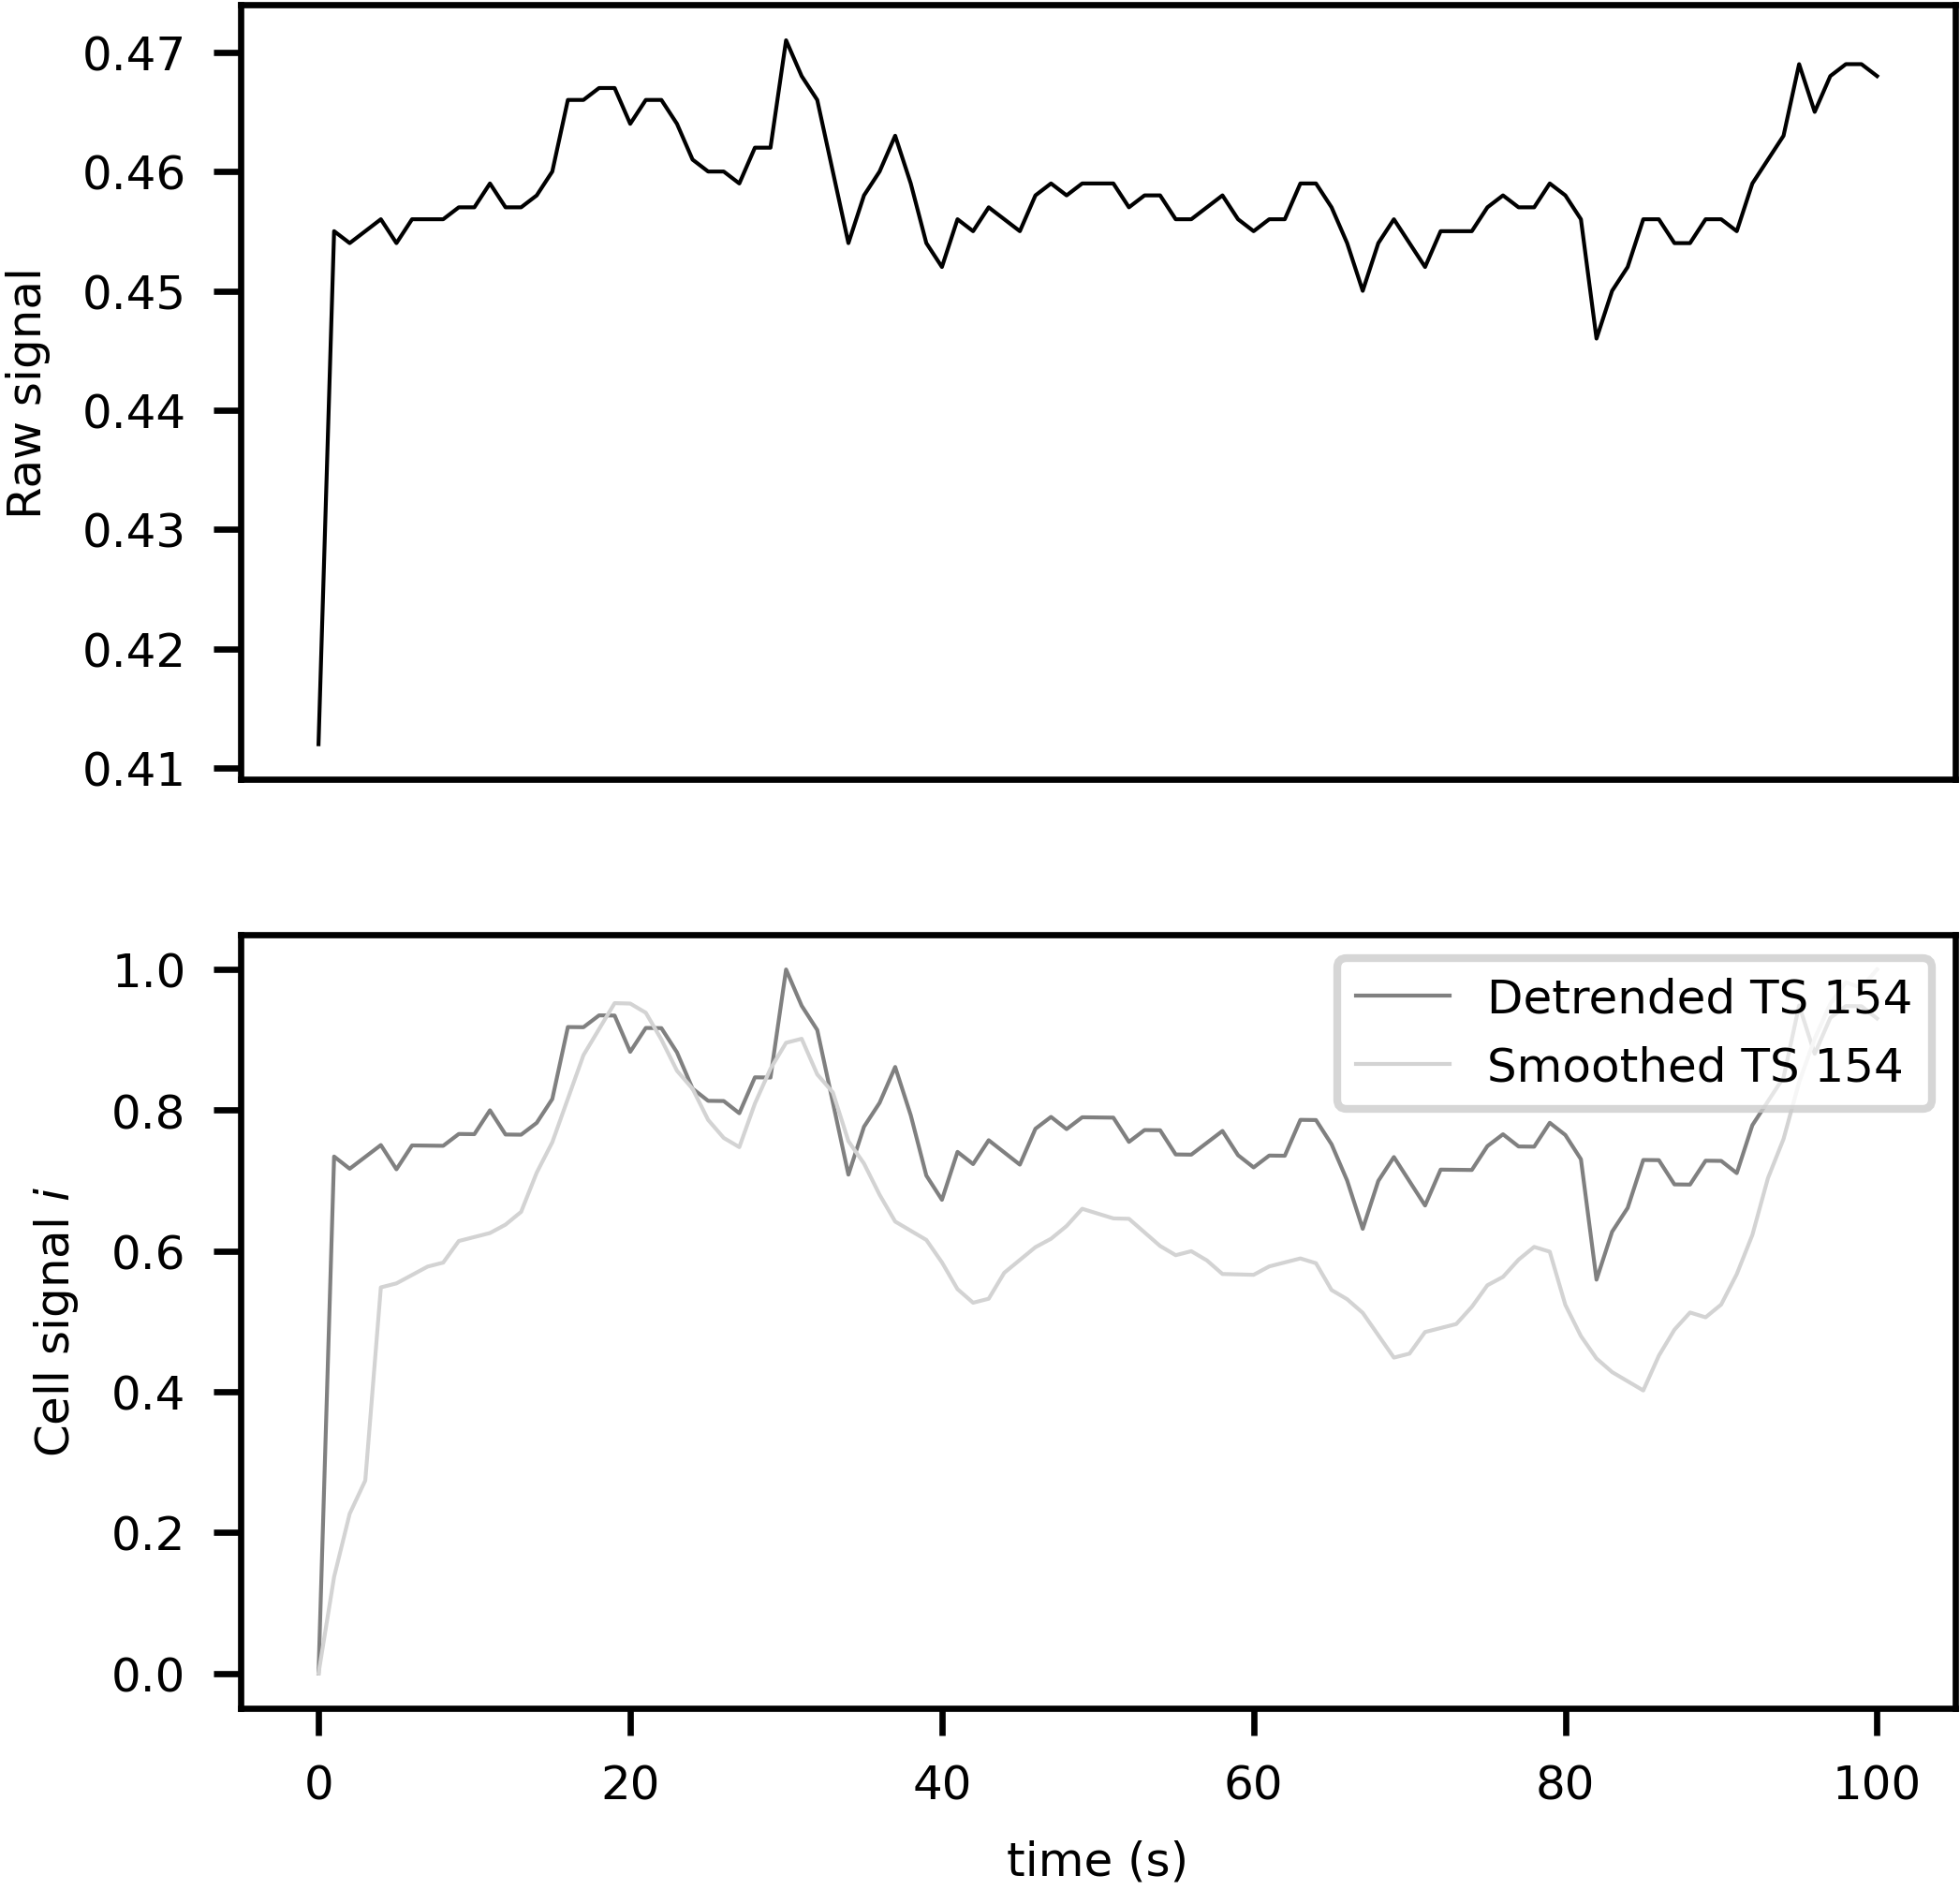 Raw signal
0.47
0.46
0.45
0.44
0.43
0.42
0.41
Cell signal i
1.0
0.8
0.6
0.4
0.2
0.0
Detrended TS 154
Smoothed TS 154
0 20 40 60 80 100
time (s)